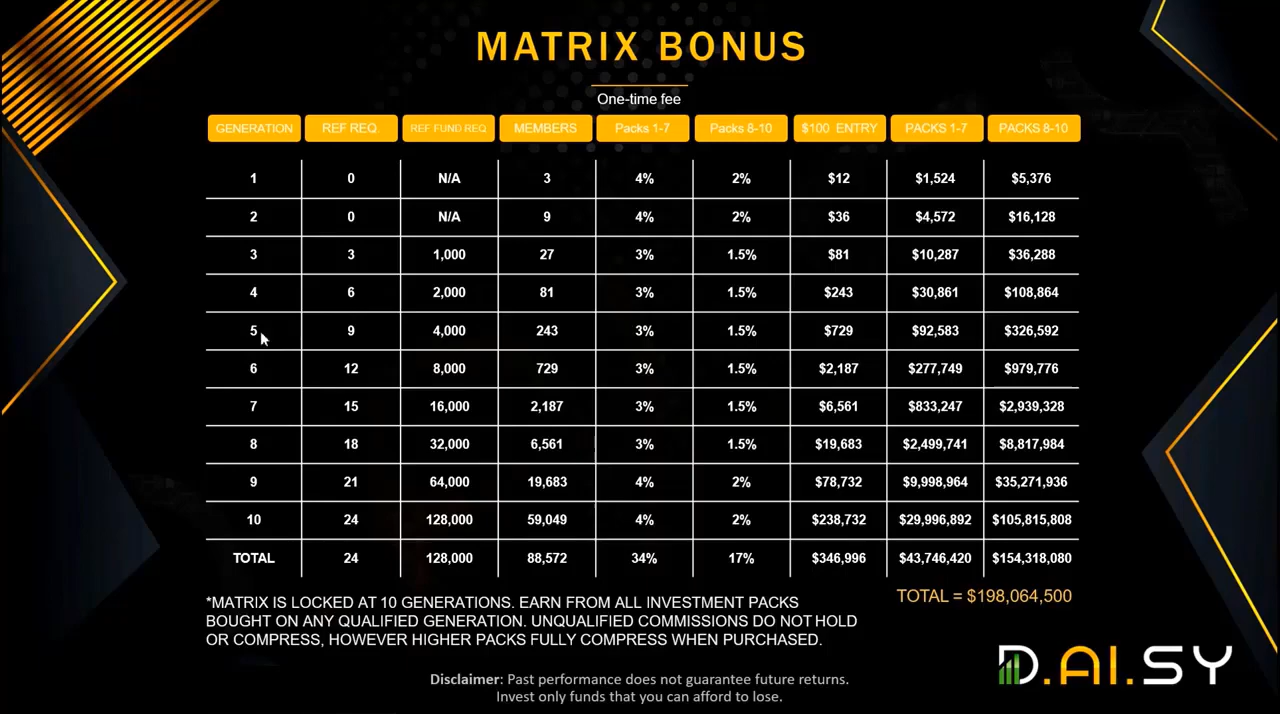 MATRIX BONUS
One-time fee
GENERATION REF REQ. REF FUND REQ. MEMBERS Packs 1-7 Packs 8-10 $100 ENTRY PACKS 1-7 PACKS 8-10
1 0 N/A 3 4% 2% $12 $1,524 $5,376
2 0 N/A 9 4% 2% $36 $4,572 $16,128
3 3 1,000 27 3% 1.5% $81 $10,287 $36,288
4 6 2,000 81 3% 1.5% $243 $30,861 $108,864
5 9 4,000 243 3% 1.5% $729 $92,583 $326,592
6 12 8,000 729 3% 1.5% $2,187 $277,749 $979,776
7 15 16,000 2,187 3% 1.5% $6,561 $833,247 $2,939,328
8 18 32,000 6,561 3% 1.5% $19,683 $2,499,741 $8,817,984
9 21 64,000 19,683 4% 2% $78,732 $9,998,964 $35,271,936
10 24 128,000 59,049 4% 2% $238,732 $29,996,892 $105,815,808
TOTAL 24 128,000 88,572 34% 17% $346,996 $43,746,420 $154,318,080
TOTAL = $198,064,500
*MATRIX IS LOCKED AT 10 GENERATIONS. EARN FROM ALL INVESTMENT PACKS
BOUGHT ON ANY QUALIFIED GENERATION. UNQUALIFIED COMMISSIONS DO NOT HOLD
OR COMPRESS, HOWEVER HIGHER PACKS FULLY COMPRESS WHEN PURCHASED.
D.AI.SY
Disclaimer: Past performance does not guarantee future returns.
Invest only funds that you can afford to lose.